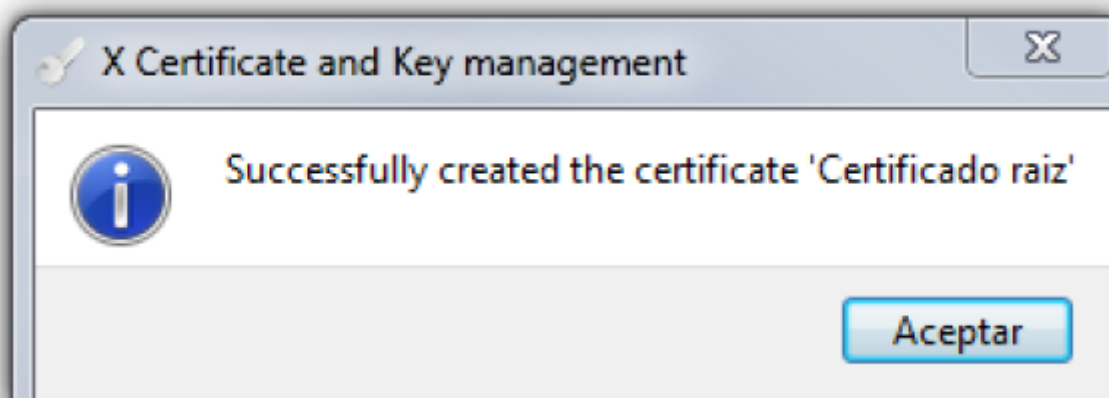 X Certificate and Key management
Successfully created the certificate 'Certificado raiz'
Aceptar